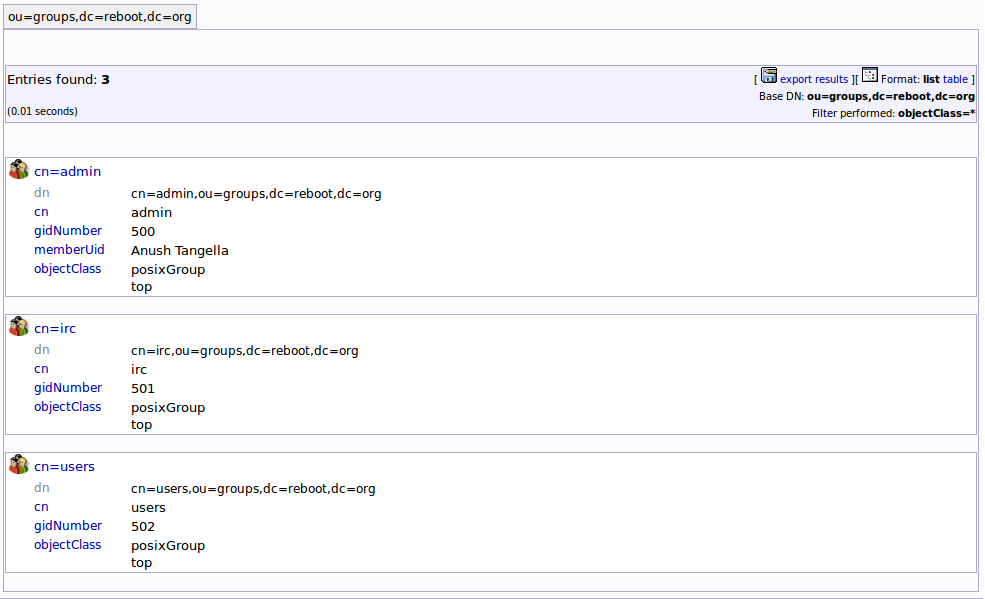 ou=groups,dc=reboot,dc=org
Entries found: 3
[ export results ][ Format: list table ]
Base DN: ou=groups,dc=reboot,dc=org
(0.01 seconds)
Filter performed: objectClass=*
cn=admin
dn cn=admin,ou=groups,dc=reboot,dc=org
cn admin
gidNumber 500
memberUid Anush Tangella
objectClass posixGroup
top
cn=irc
dn cn=irc,ou=groups,dc=reboot,dc=org
cn irc
gidNumber 501
objectClass posixGroup
top
cn=users
dn cn=users,ou=groups,dc=reboot,dc=org
cn users
gidNumber 502
objectClass posixGroup
top